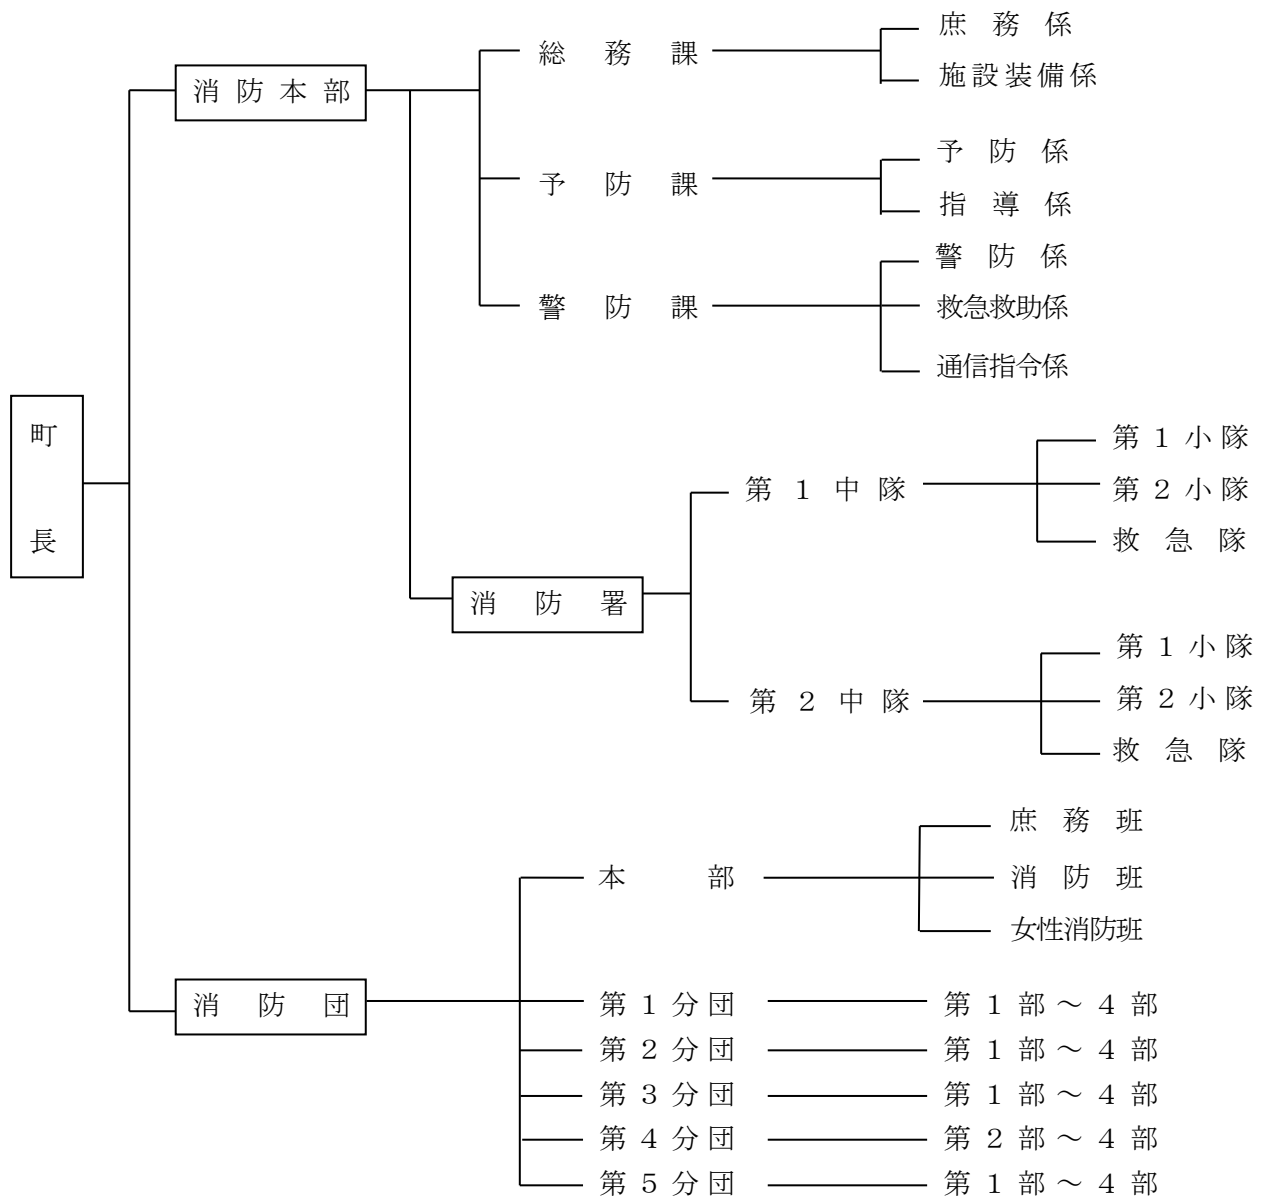 庶務係
総務課
施設装備係
消防本部
予防係
予防課
指導係
警防係
警防課
救急救助係
通信指令係
町長
第１小隊
第１中隊
第２小隊
救急隊
消防署
第１小隊
第２中隊
第２小隊
救急隊
庶務班
本部
消防班
女性消防班
消防団
第１分団 第１部～４部
第２分団 第１部～４部
第３分団 第１部～４部
第４分団 第２部～４部
第５分団 第１部～４部